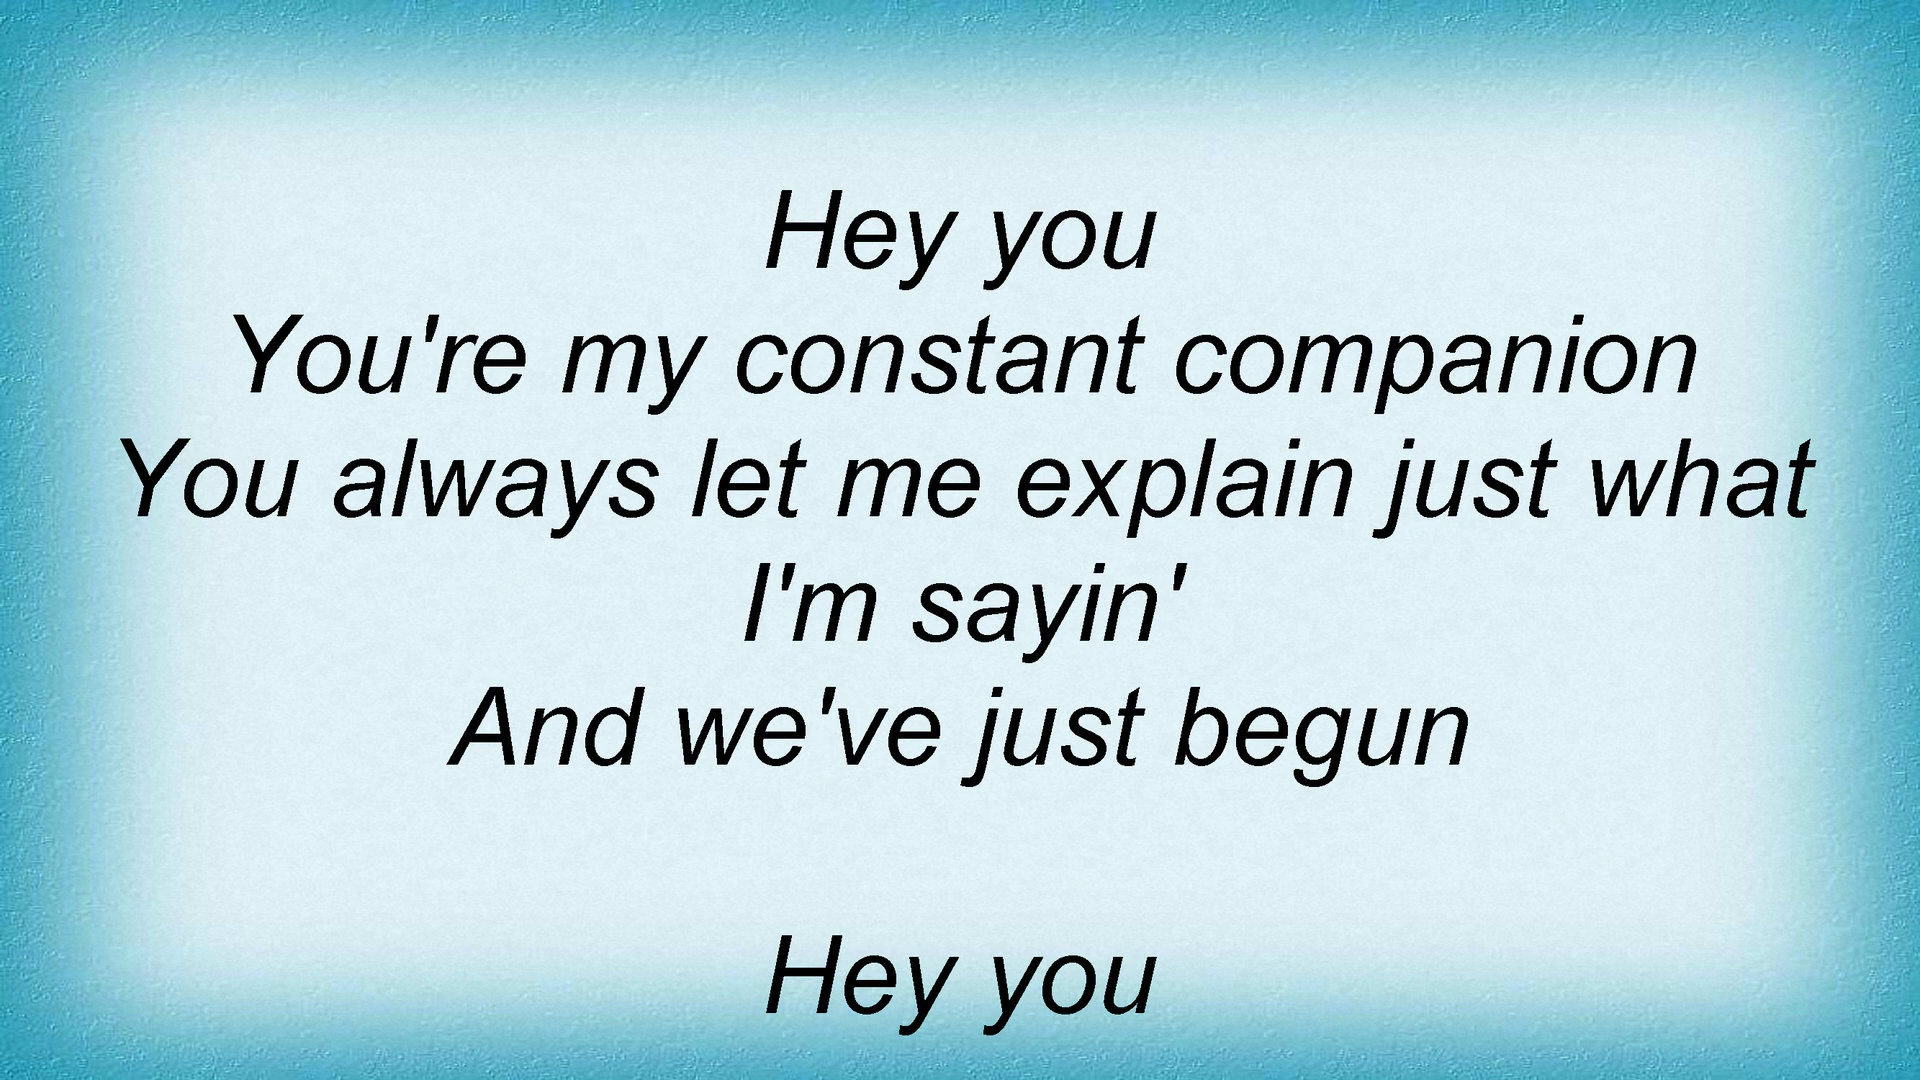 Hey you
You're my constant companion
You always let me explain just what
I'm sayin'
And we've just begun
Hey you